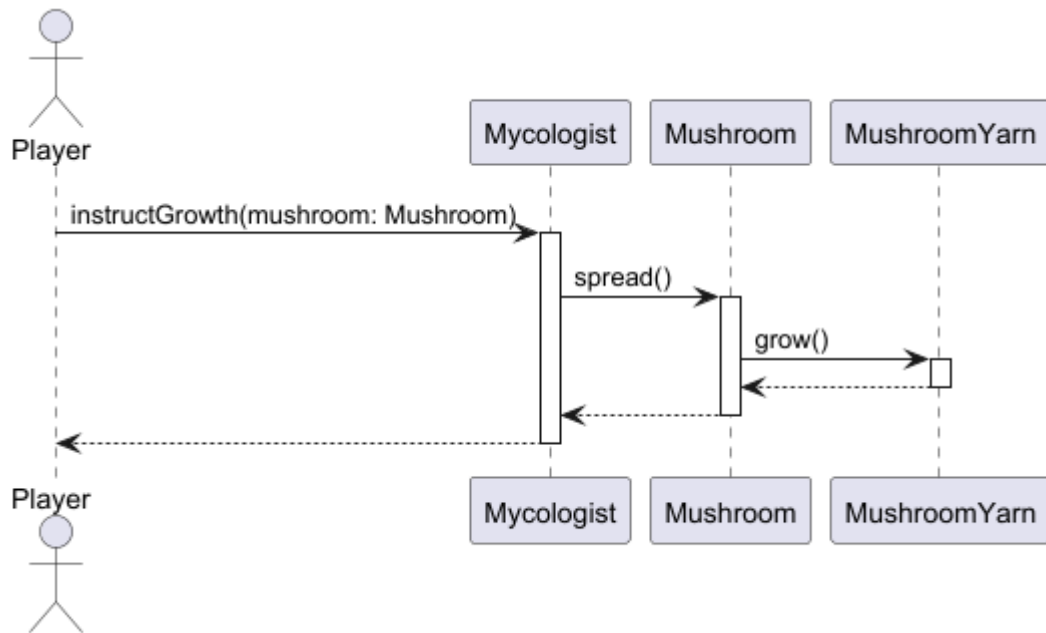 Player
Mycologist
Mushroom
MushroomYarn
instructGrowth(mushroom: Mushroom)
spread()
grow()
Player
Mycologist
Mushroom
MushroomYarn